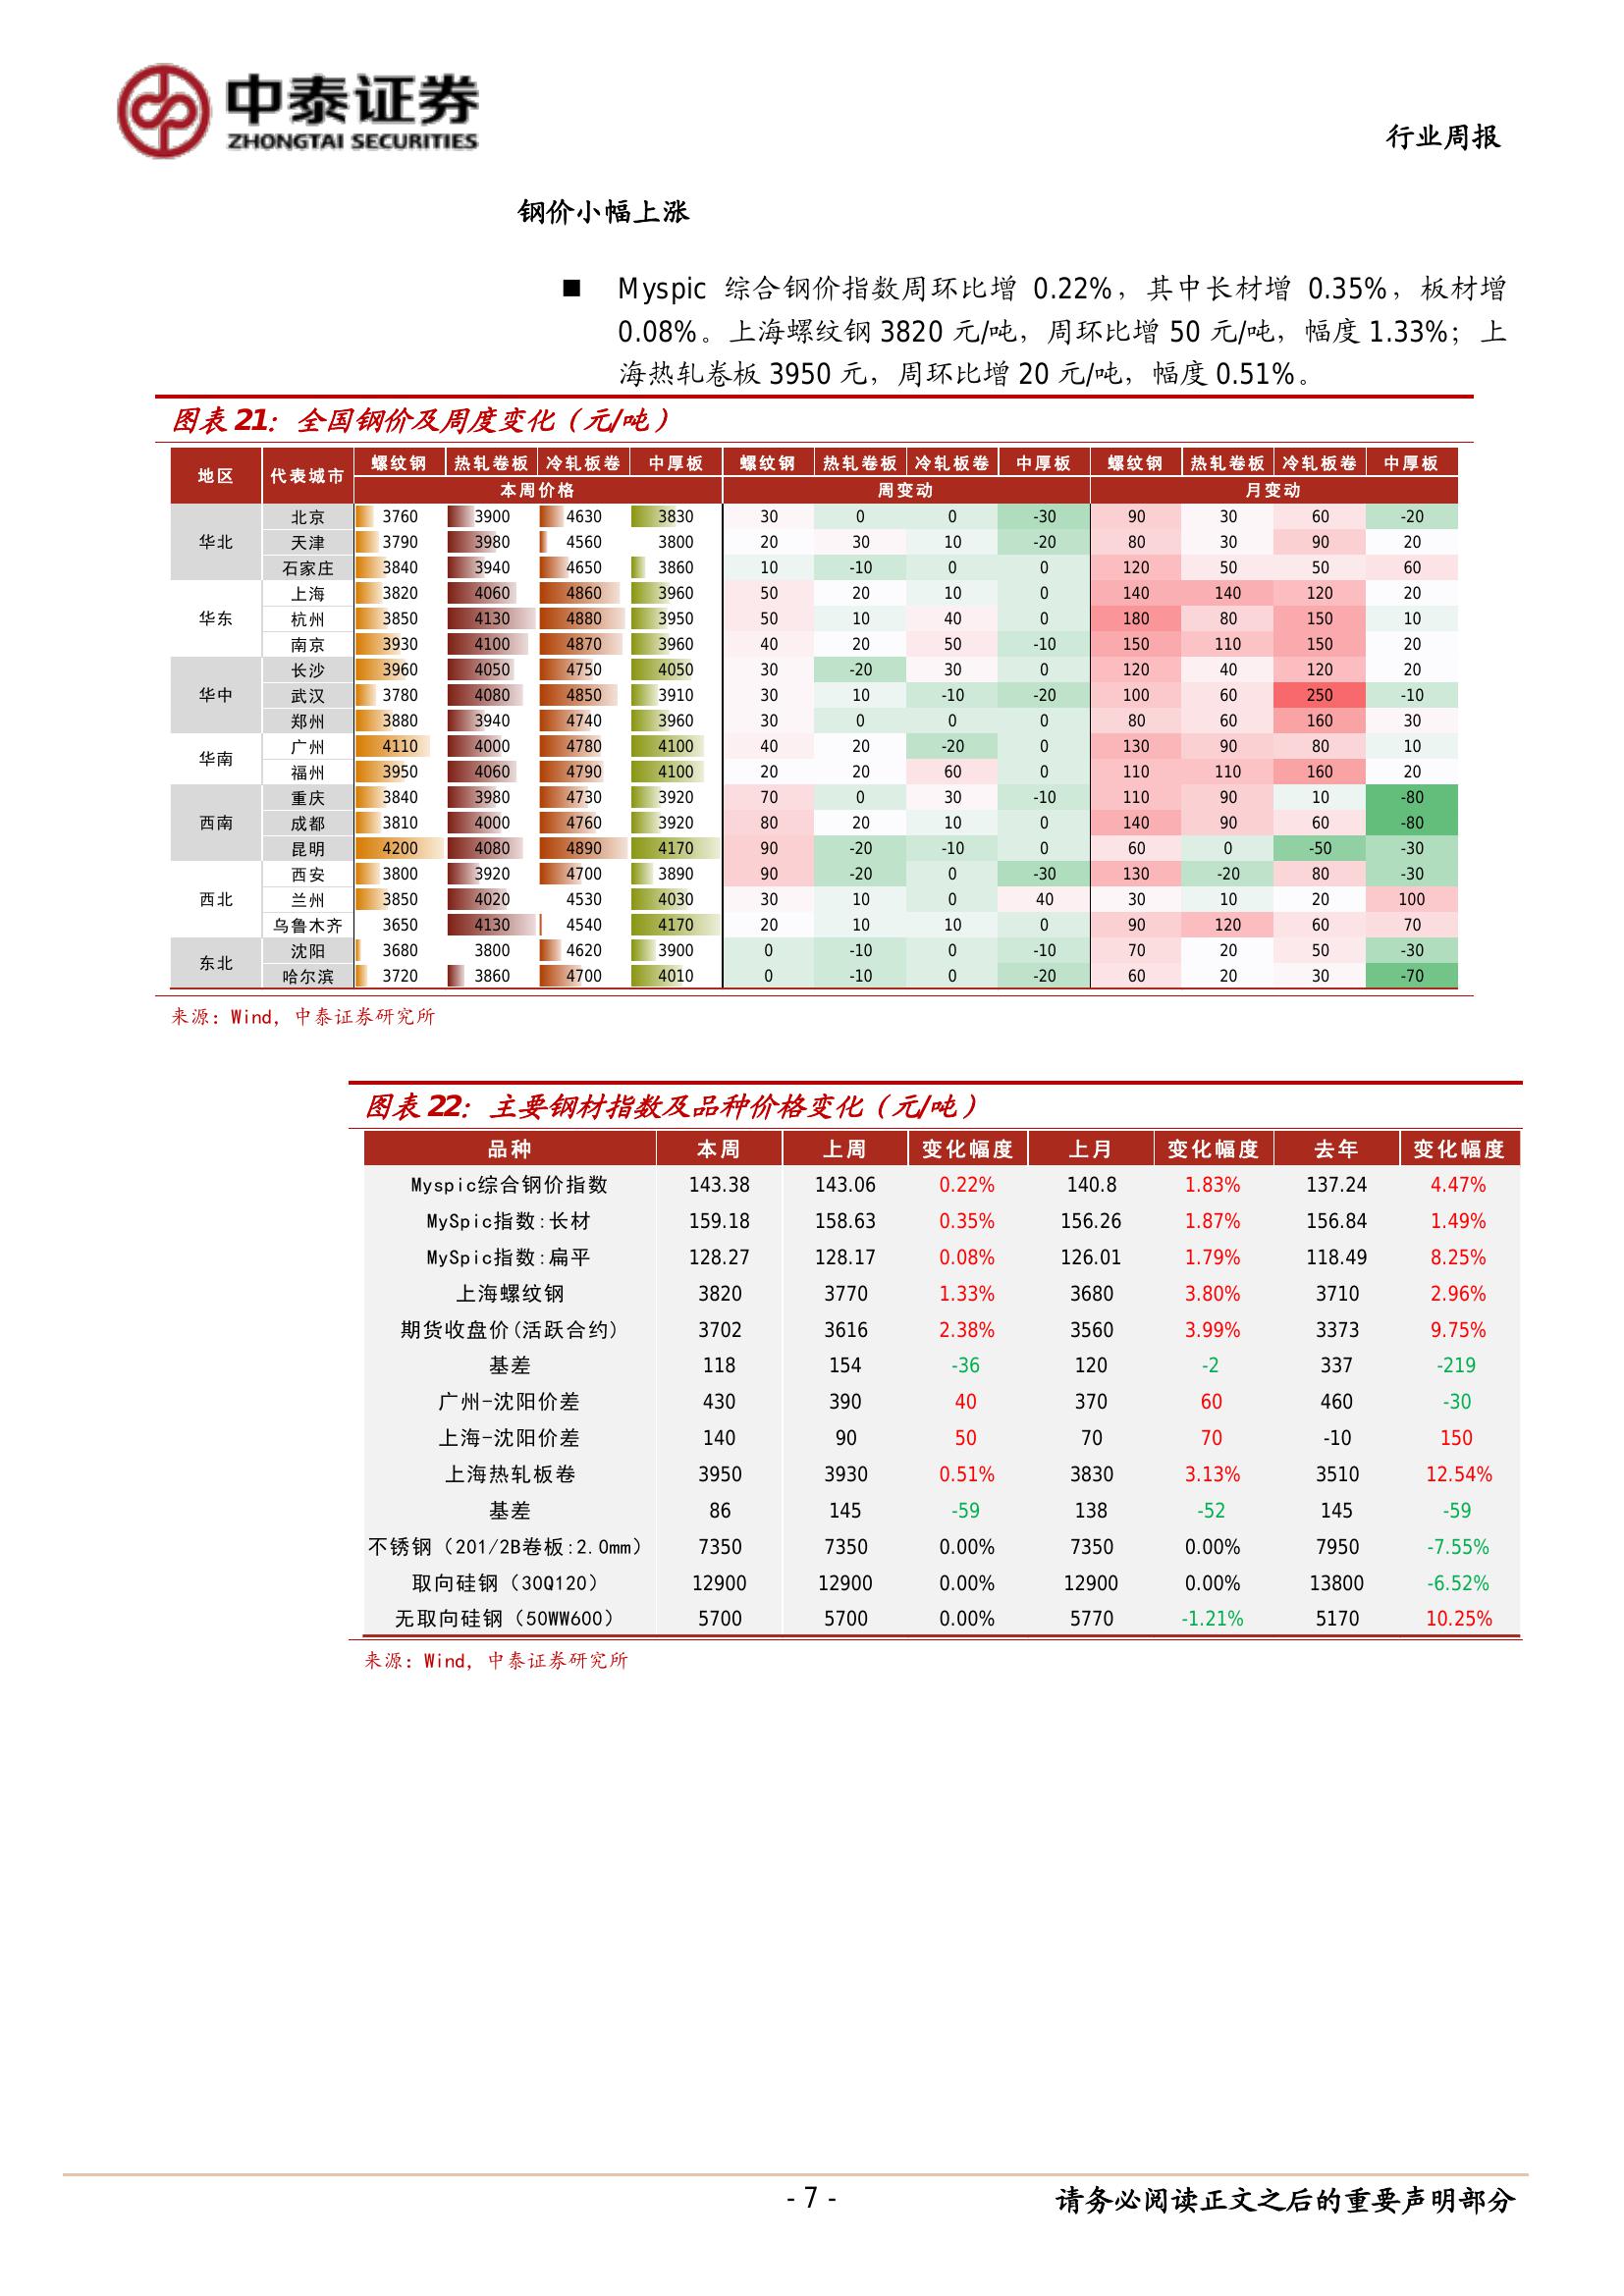 中泰证券
ZHONGTAI SECURITIES
行业周报
钢价小幅上涨
■ Myspic 综合钢价指数周环比增 0.22%，其中长材增 0.35%，板材增
0.08%。上海螺纹钢 3820 元/吨，周环比增 50 元/吨，幅度 1.33%；上
海热轧卷板 3950 元，周环比增 20 元/吨，幅度 0.51%。
图表 21：全国钢价及周度变化（元/吨）
地区 代表城市 螺纹钢 热轧卷板 冷轧板卷 中厚板 螺纹钢 热轧卷板 冷轧板卷 中厚板 螺纹钢 热轧卷板 冷轧板卷 中厚板
本周价格 周变动 月变动
华北 北京 3760 3900 4630 3830 30 0 0 -30 90 30 60 -20
天津 3790 3980 4560 3800 20 30 10 -20 80 30 90 20
石家庄 3840 3940 4650 3860 10 -10 0 0 120 50 50 60
华东 上海 3820 4060 4860 3960 50 20 10 0 140 140 120 20
杭州 3850 4130 4880 3950 50 10 40 0 180 80 150 10
南京 3930 4100 4870 3960 40 20 50 -10 150 110 150 20
华中 长沙 3960 4050 4750 4050 30 -20 30 0 120 40 120 20
武汉 3780 4080 4850 3910 30 10 -10 -20 100 60 250 -10
郑州 3880 3940 4740 3960 30 0 0 0 80 60 160 30
华南 广州 4110 4000 4780 4100 40 20 -20 0 130 90 80 10
福州 3950 4060 4790 4100 20 20 60 0 110 110 160 20
西南 重庆 3840 3980 4730 3920 70 0 30 -10 110 90 10 -80
成都 3810 4000 4760 3920 80 20 10 0 140 90 60 -80
昆明 4200 4080 4890 4170 90 -20 -10 0 60 0 -50 -30
西北 西安 3800 3920 4700 3890 90 -20 0 -30 130 -20 80 -30
兰州 3850 4020 4530 4030 30 10 0 40 30 10 20 100
乌鲁木齐 3650 4130 4540 4170 20 10 10 0 90 120 60 70
东北 沈阳 3680 3800 4620 3900 0 -10 0 -10 70 20 50 -30
哈尔滨 3720 3860 4700 4010 0 -10 0 -20 60 20 30 -70
来源：Wind，中泰证券研究所
图表 22：主要钢材指数及品种价格变化（元/吨）
品种 本周 上周 变化幅度 上月 变化幅度 去年 变化幅度
Myspic综合钢价指数 143.38 143.06 0.22% 140.8 1.83% 137.24 4.47%
MySpic指数:长材 159.18 158.63 0.35% 156.26 1.87% 156.84 1.49%
MySpic指数:扁平 128.27 128.17 0.08% 126.01 1.79% 118.49 8.25%
上海螺纹钢 3820 3770 1.33% 3680 3.80% 3710 2.96%
期货收盘价(活跃合约) 3702 3616 2.38% 3560 3.99% 3373 9.75%
基差 118 154 -36 120 -2 337 -219
广州-沈阳价差 430 390 40 370 60 460 -30
上海-沈阳价差 140 90 50 70 70 -10 150
上海热轧板卷 3950 3930 0.51% 3830 3.13% 3510 12.54%
基差 86 145 -59 138 -52 145 -59
不锈钢（201/2B卷板:2.0mm） 7350 7350 0.00% 7350 0.00% 7950 -7.55%
取向硅钢（30Q120） 12900 12900 0.00% 12900 0.00% 13800 -6.52%
无取向硅钢（50WW600） 5700 5700 0.00% 5770 -1.21% 5170 10.25%
来源：Wind，中泰证券研究所
- 7 -
请务必阅读正文之后的重要声明部分